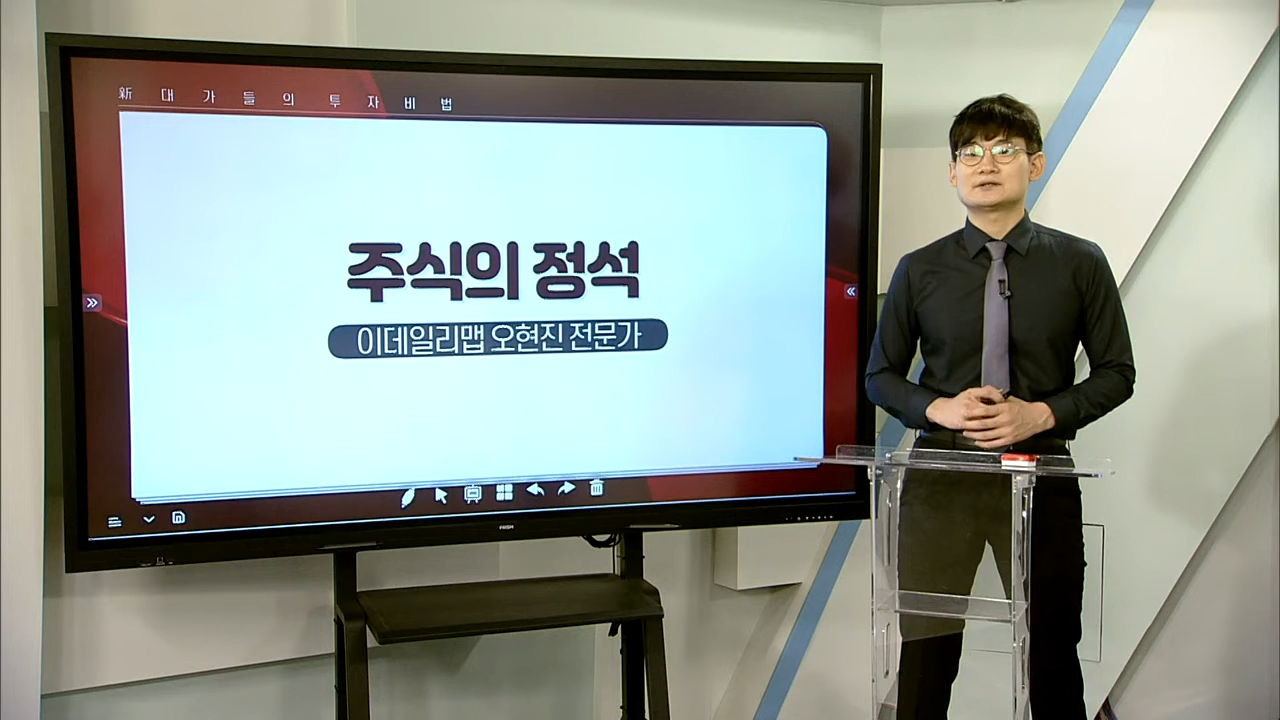 新 대 가 들 의 투 자 비 법
주식의 정석
이데일리맵 오현진 전문가
PRISM